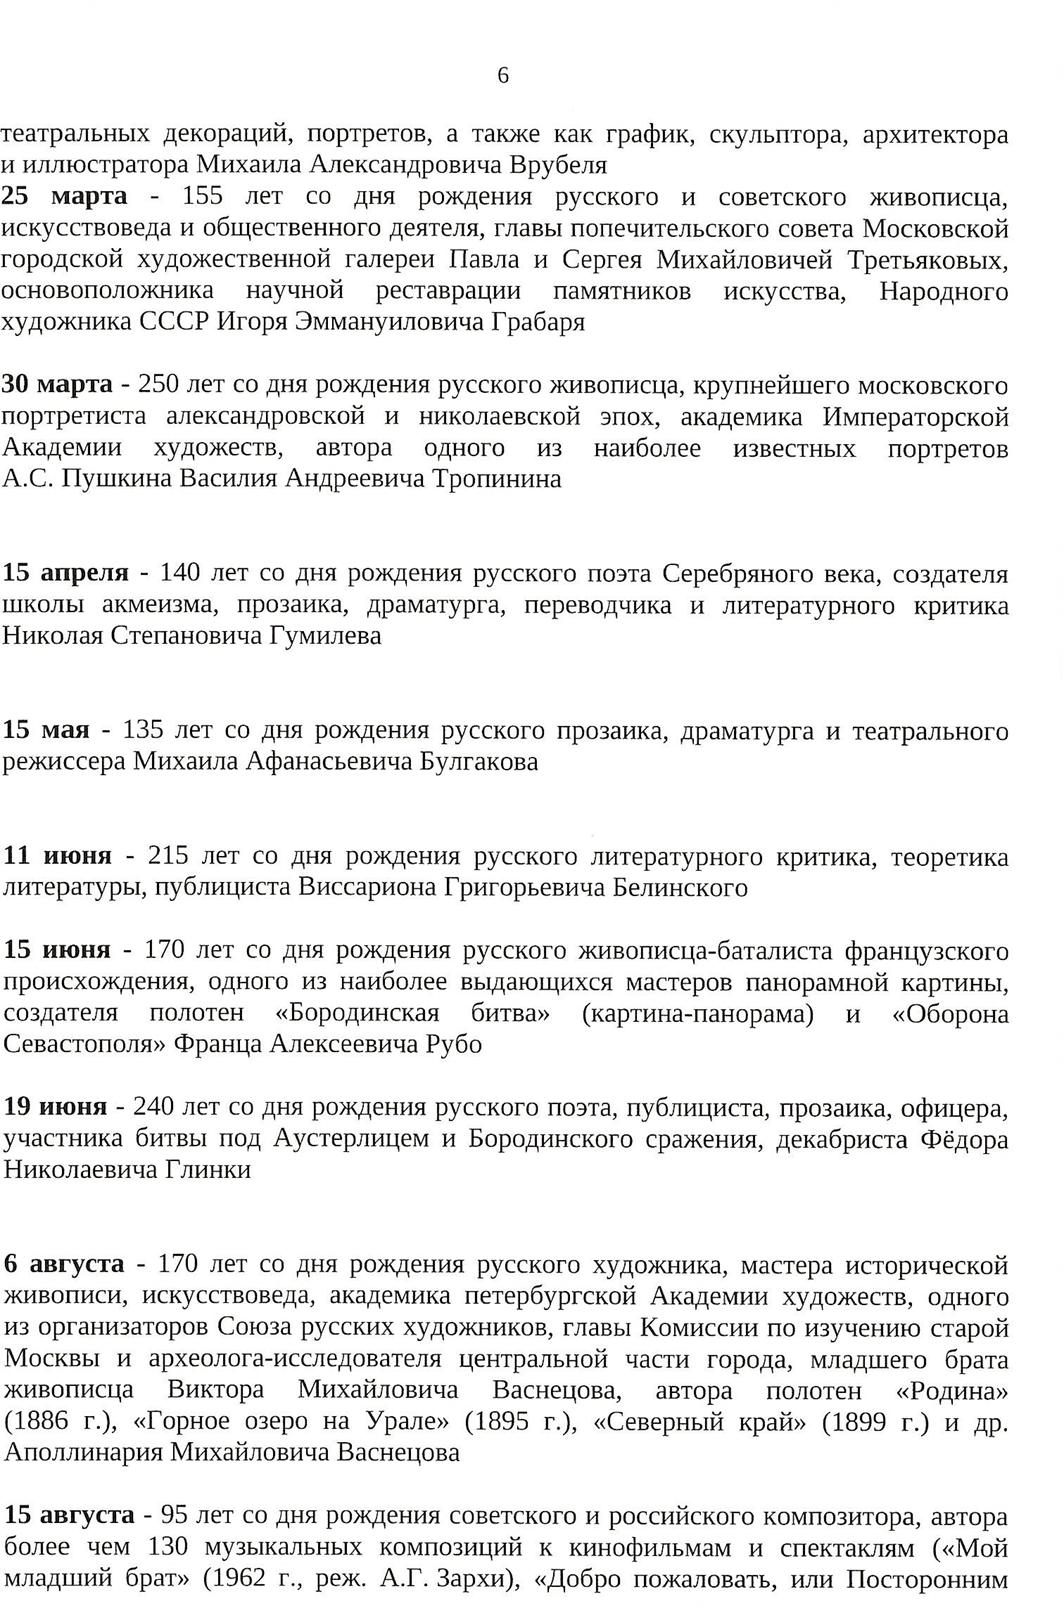 6
театральных декораций, портретов, а также как график, скульптора, архитектора
и иллюстратора Михаила Александровича Врубеля
25 марта - 155 лет со дня рождения русского и советского живописца,
искусствоведа и общественного деятеля, главы попечительского совета Московской
городской художественной галереи Павла и Сергея Михайловичей Третьяковых,
основоположника научной реставрации памятников искусства, Народного
художника СССР Игоря Эммануиловича Грабаря
30 марта - 250 лет со дня рождения русского живописца, крупнейшего московского
портретиста александровской и николаевской эпох, академика Императорской
Академии художеств, автора одного из наиболее известных портретов
А.С. Пушкина Василия Андреевича Тропинина
15 апреля - 140 лет со дня рождения русского поэта Серебряного века, создателя
школы акмеизма, прозаика, драматурга, переводчика и литературного критика
Николая Степановича Гумилева
15 мая - 135 лет со дня рождения русского прозаика, драматурга и театрального
режиссера Михаила Афанасьевича Булгакова
11 июня - 215 лет со дня рождения русского литературного критика, теоретика
литературы, публициста Виссариона Григорьевича Белинского
15 июня - 170 лет со дня рождения русского живописца-баталиста французского
происхождения, одного из наиболее выдающихся мастеров панорамной картины,
создателя полотен «Бородинская битва» (картина-панорама) и «Оборона
Севастополя» Франца Алексеевича Рубо
19 июня - 240 лет со дня рождения русского поэта, публициста, прозаика, офицера,
участника битвы под Аустерлицем и Бородинского сражения, декабриста Фёдора
Николаевича Глинки
6 августа - 170 лет со дня рождения русского художника, мастера исторической
живописи, искусствоведа, академика петербургской Академии художеств, одного
из организаторов Союза русских художников, главы Комиссии по изучению старой
Москвы и археолога-исследователя центральной части города, младшего брата
живописца Виктора Михайловича Васнецова, автора полотен «Родина»
(1886 г.), «Горное озеро на Урале» (1895 г.), «Северный край» (1899 г.) и др.
Аполлинария Михайловича Васнецова
15 августа - 95 лет со дня рождения советского и российского композитора, автора
более чем 130 музыкальных композиций к кинофильмам и спектаклям («Мой
младший брат» (1962 г., реж. А.Г. Зархи), «Добро пожаловать, или Посторонним